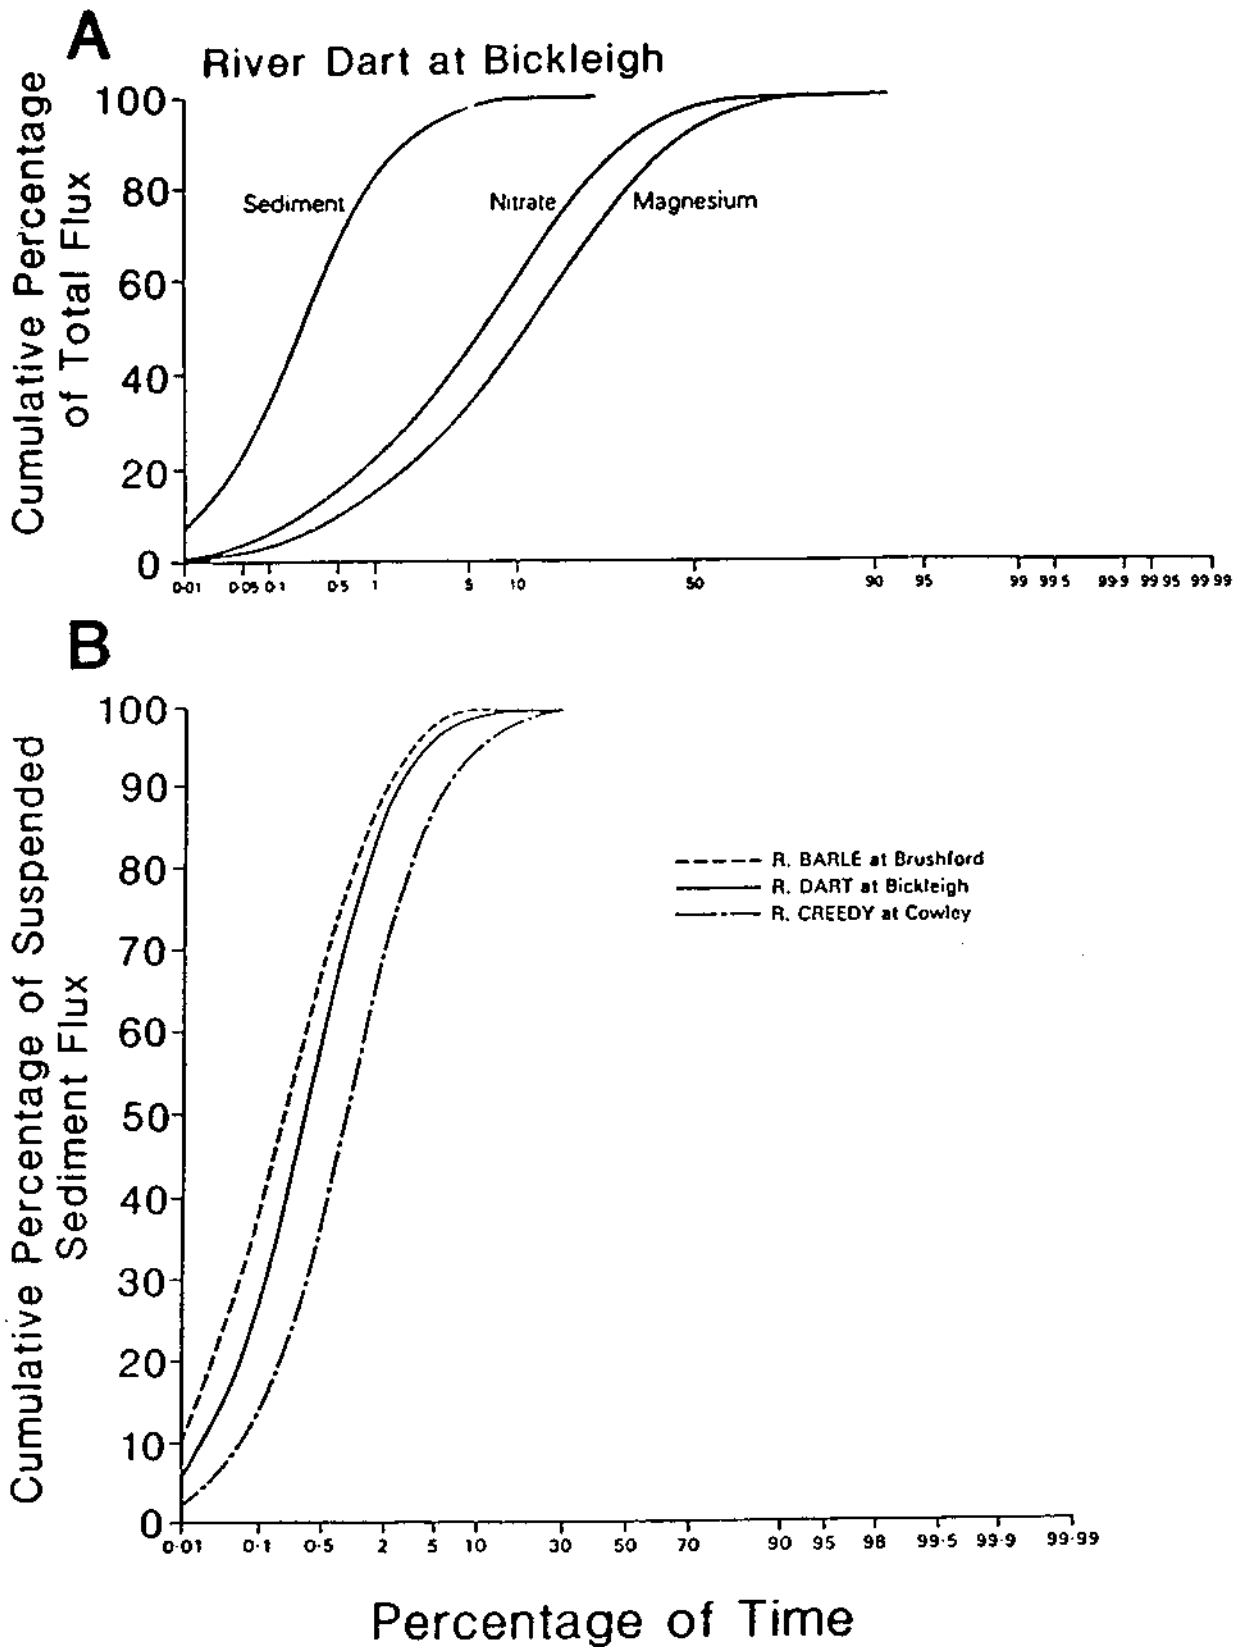 A
River Dart at Bickleigh
Cumulative Percentage
of Total Flux
100
80
60
40
20
0
Sediment
Nitrate
Magnesium
0·01 0·05 0·1 0·5 1 5 10 50 90 95 99 99·5 99·9 99·95 99·99
B
Cumulative Percentage of Suspended
Sediment Flux
100
90
80
70
60
50
40
30
20
10
0
R. BARLE at Brushford
R. DART at Bickleigh
R. CREEDY at Cowley
0·01 0·1 0·5 2 5 10 30 50 70 90 95 98 99·5 99·9 99·99
Percentage of Time